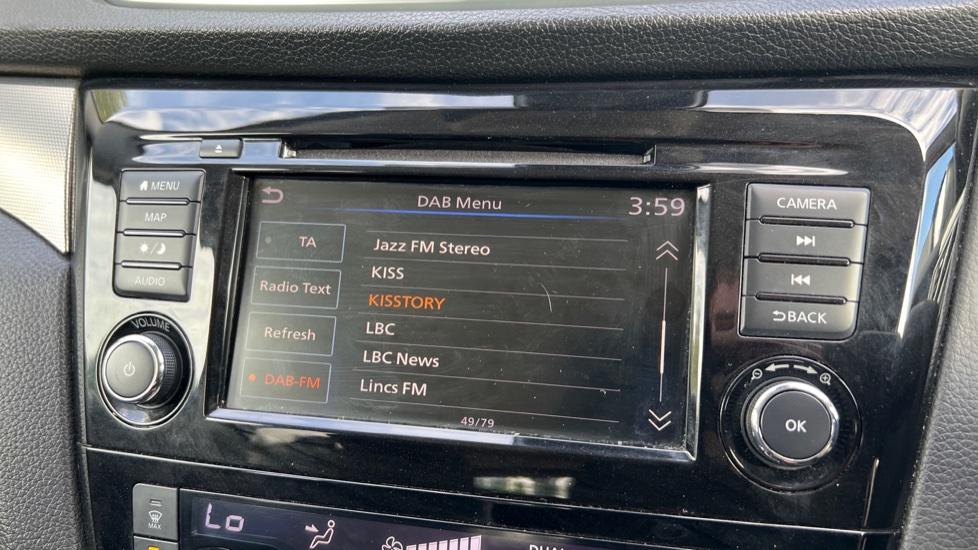 MENU
MAP
AUDIO
VOLUME
DAB Menu
3:59
TA
Radio Text
Refresh
DAB-FM
Jazz FM Stereo
KISS
KISSTORY
LBC
LBC News
Lincs FM
49/79
CAMERA
BACK
OK
MAX
Lo
DUAL